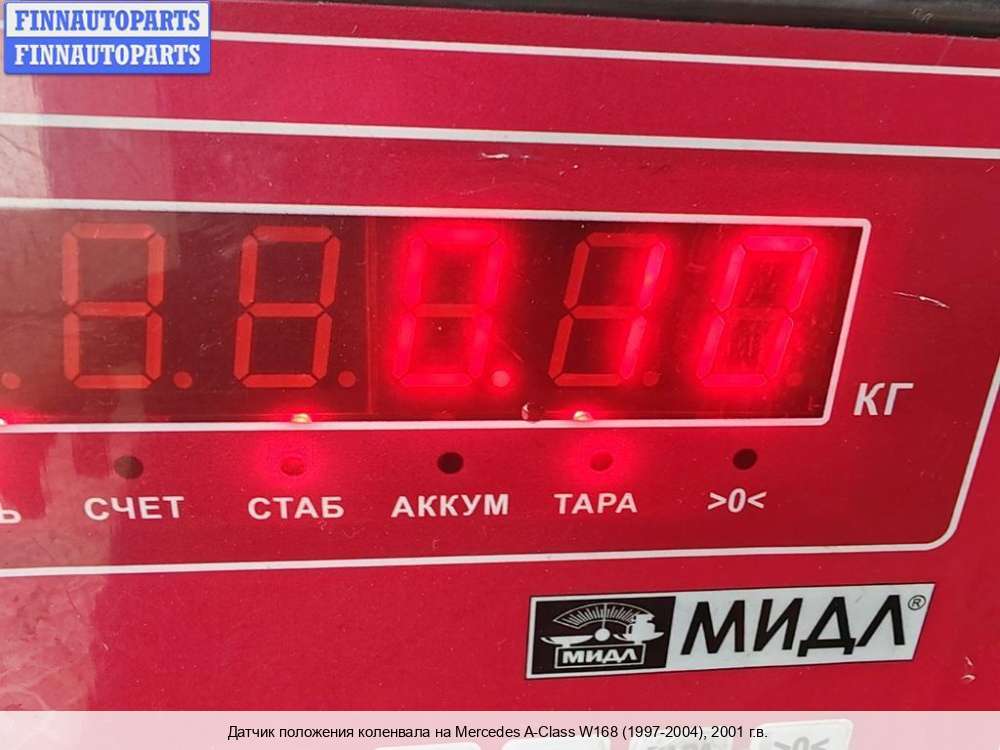 FINNAUTOPARTS
FINNAUTOPARTS
0.10
КГ
СЧЕТ СТАБ АККУМ ТАРА >0<
МИДЛ МИДЛ®
Датчик положения коленвала на Mercedes A-Class W168 (1997-2004), 2001 г.в.